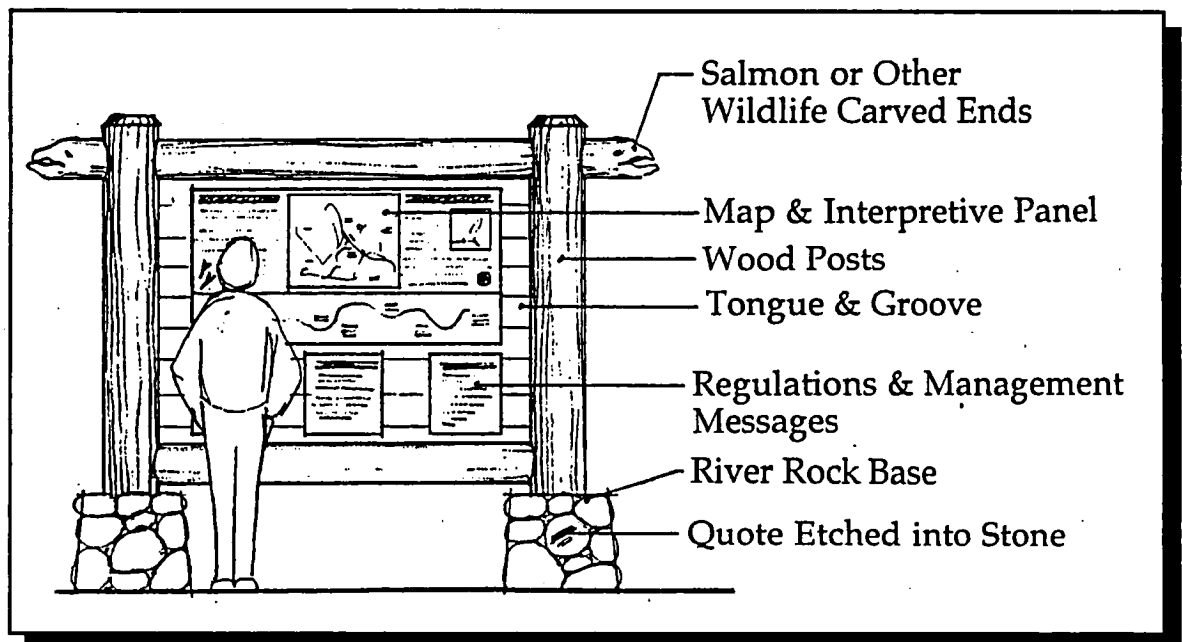 Salmon or Other
Wildlife Carved Ends
Map & Interpretive Panel
Wood Posts
Tongue & Groove
Regulations & Management
Messages
River Rock Base
Quote Etched into Stone